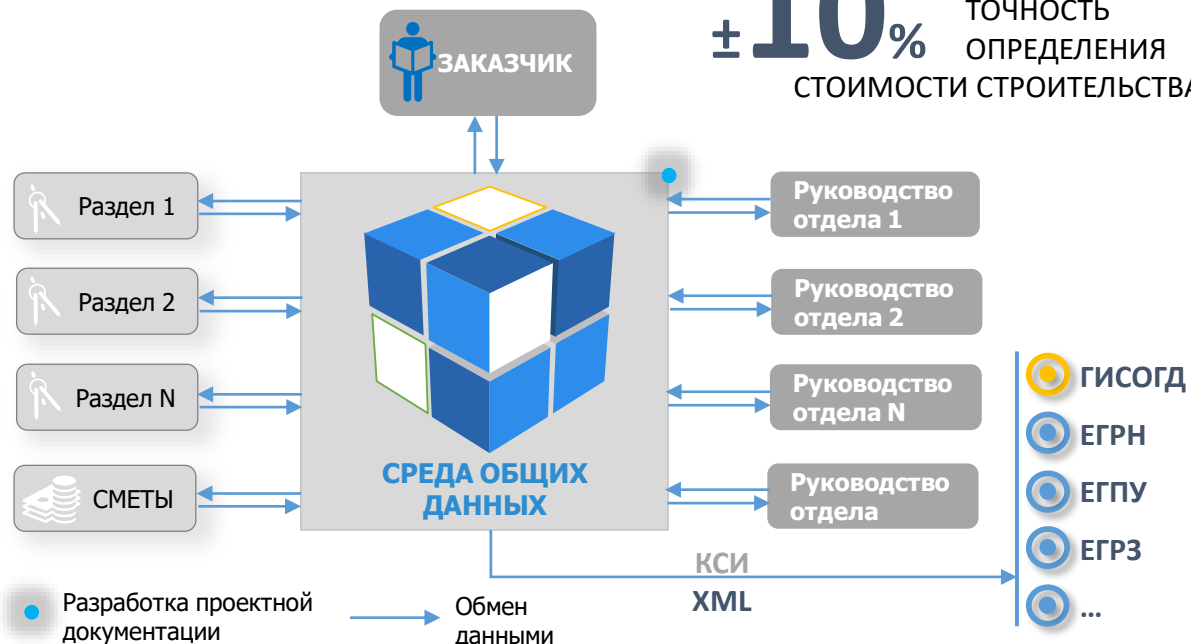 ЗАКАЗЧИК
±10%
ТОЧНОСТЬ
ОПРЕДЕЛЕНИЯ
СТОИМОСТИ СТРОИТЕЛЬСТВА
Раздел 1
Раздел 2
Раздел N
СМЕТЫ
СРЕДА ОБЩИХ
ДАННЫХ
Руководство
отдела 1
Руководство
отдела 2
Руководство
отдела N
Руководство
отдела
ГИСОГД
ЕГРН
ЕГПУ
ЕГРЗ
...
КСИ
XML
Разработка проектной
документации
Обмен
данными